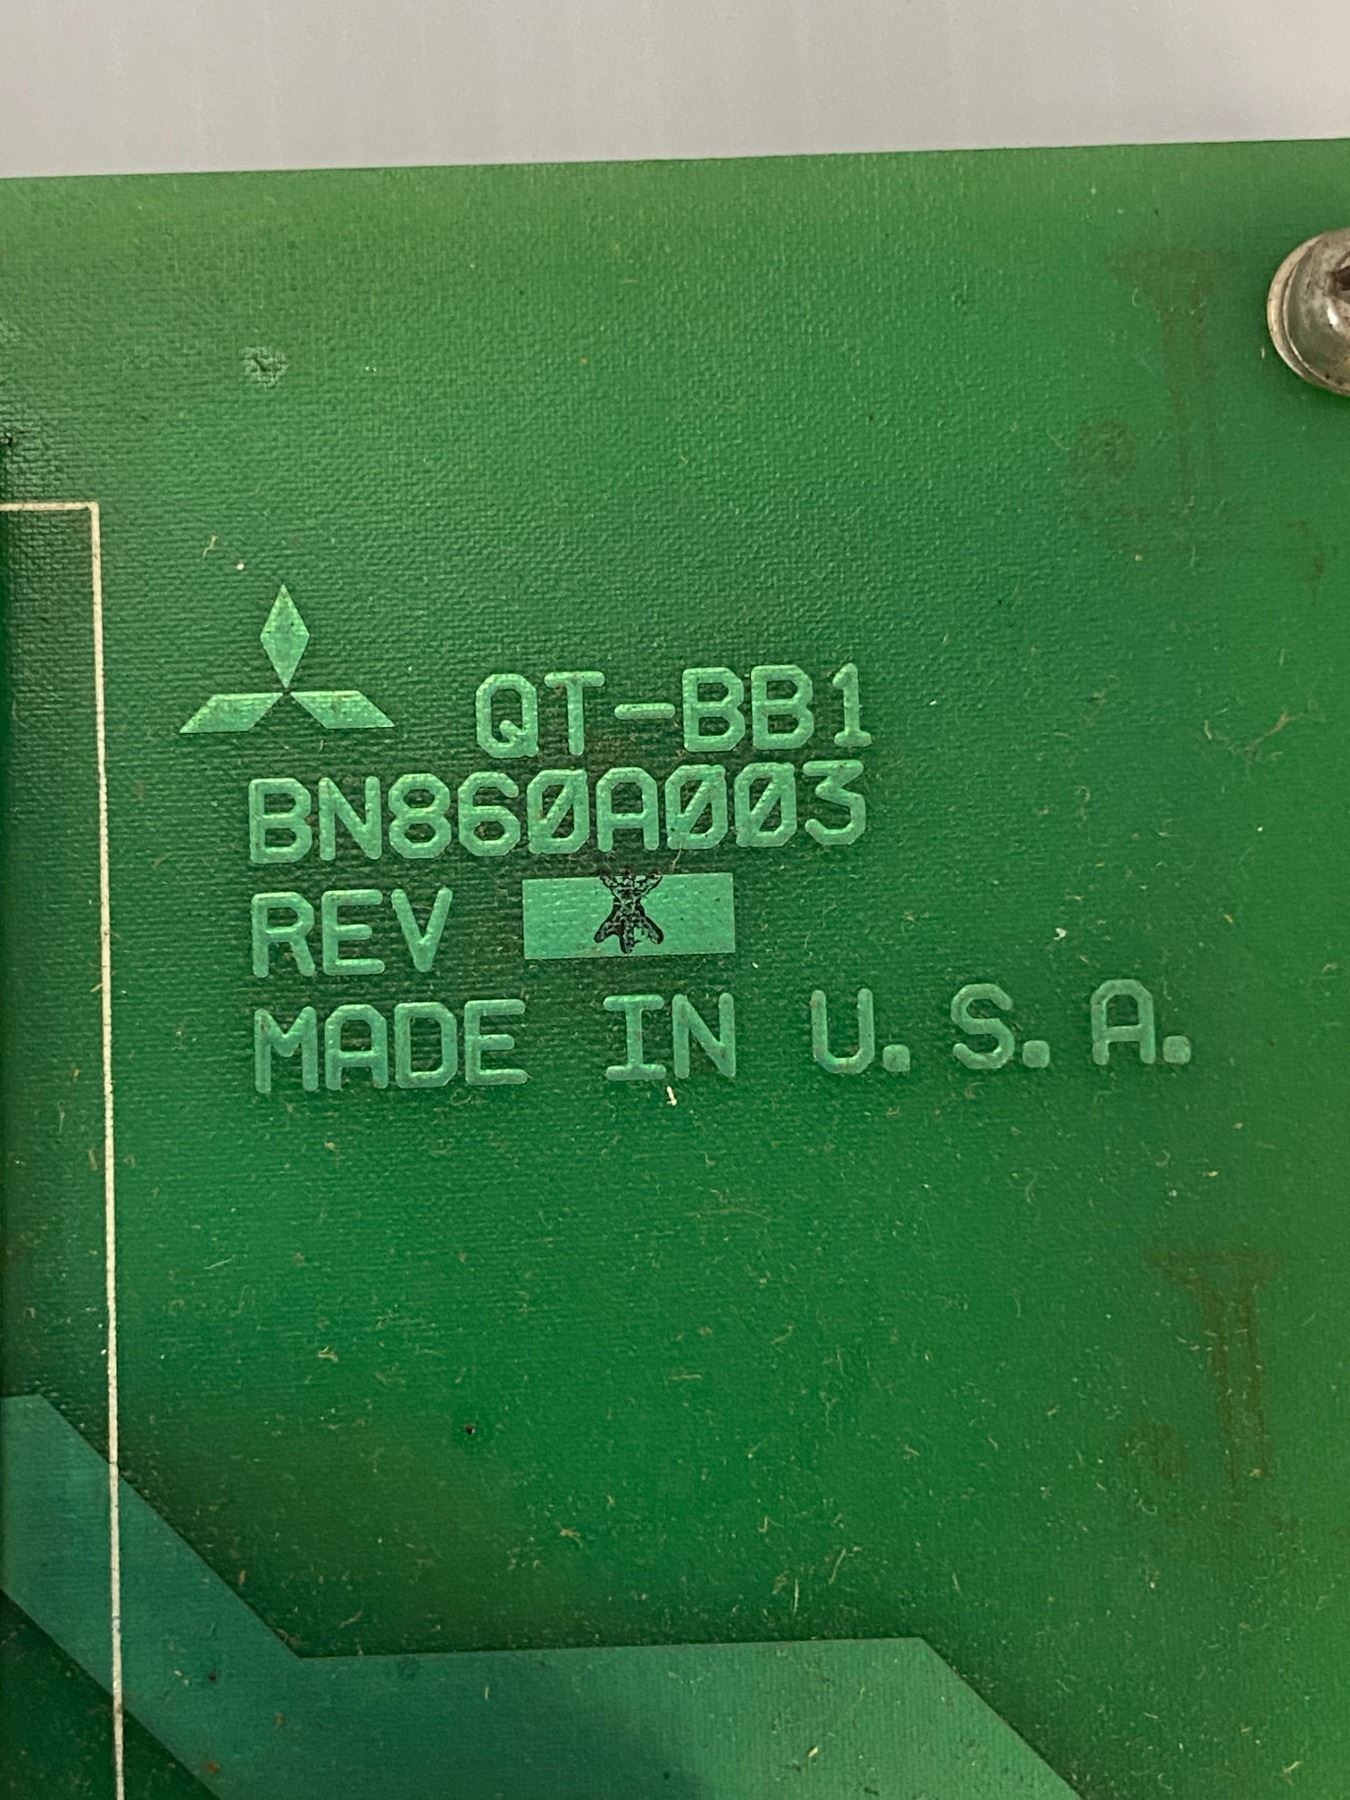 QT-BB1
BN860A003
REV X
MADE IN U.S.A.